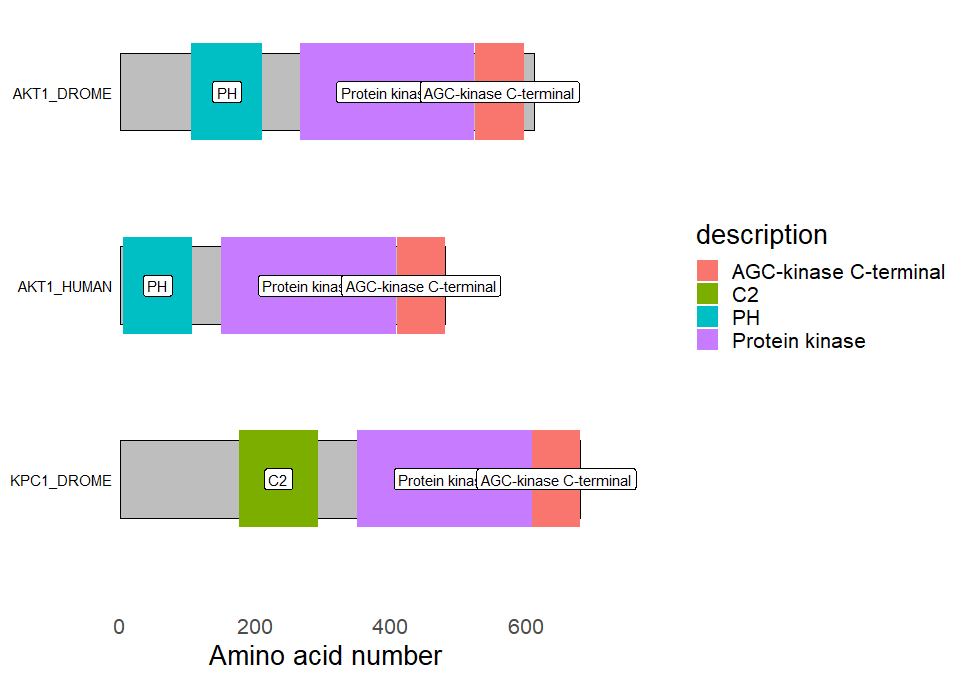 AKT1_DROME
PH
Protein kinas
AGC-kinase C-terminal
AKT1_HUMAN
PH
Protein kinas
AGC-kinase C-terminal
KPC1_DROME
C2
Protein kinas
AGC-kinase C-terminal
0 200 400 600
Amino acid number
description
AGC-kinase C-terminal
C2
PH
Protein kinase